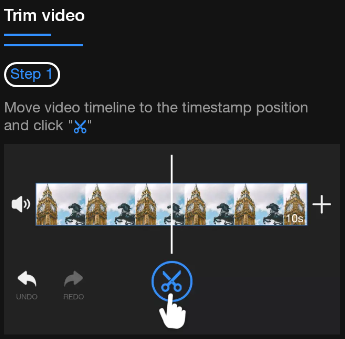 Trim video
Step 1
Move video timeline to the timestamp position
and click "✂"
10s
UNDO
REDO